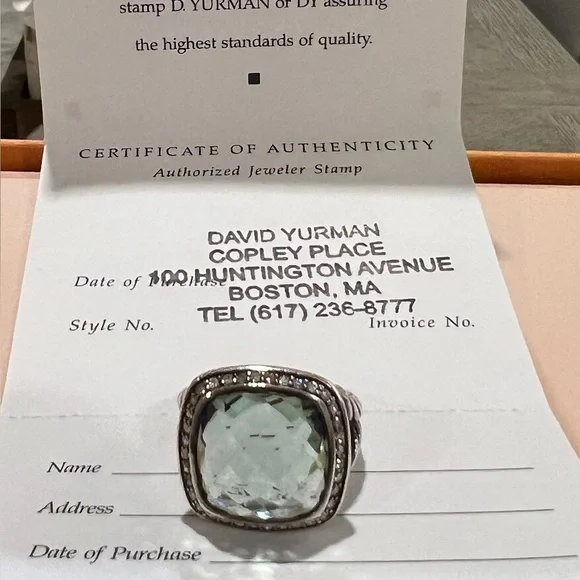 stamp D. YURMAN or DY assuring
the highest standards of quality.
CERTIFICATE OF AUTHENTICITY
Authorized Jeweler Stamp
DAVID YURMAN
COPLEY PLACE
Date of Purchase
100 HUNTINGTON AVENUE
BOSTON, MA
Style No.
TEL (617) 236-8777
Invoice No.
Name
Address
Date of Purchase